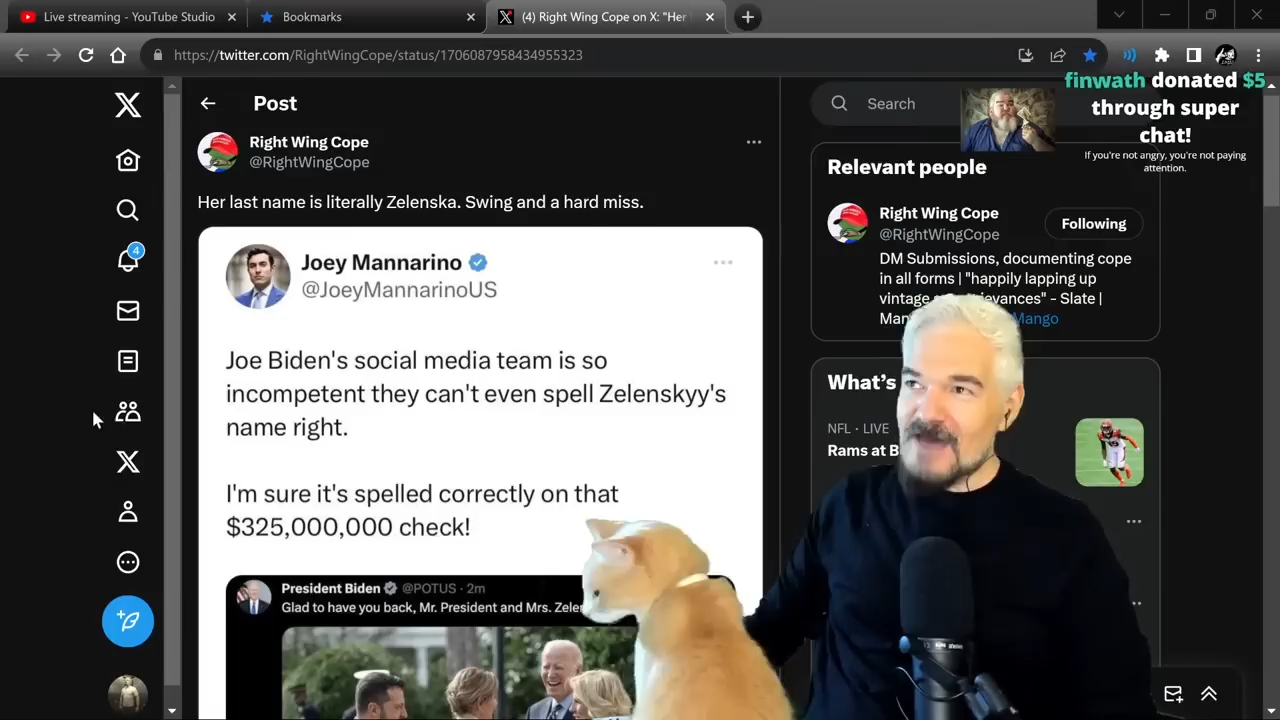 Live streaming - YouTube Studio
Bookmarks
(4) Right Wing Cope on X: "Her
https://twitter.com/RightWingCope/status/1706087958434955323
finwath donated $5
through super
chat!
If you're not angry, you're not paying
attention.
Post
Right Wing Cope
@RightWingCope
Her last name is literally Zelenska. Swing and a hard miss.
Joey Mannarino
@JoeyMannarinoUS
Joe Biden's social media team is so
incompetent they can't even spell Zelenskyy's
name right.
I'm sure it's spelled correctly on that
$325,000,000 check!
President Biden @POTUS · 2m
Glad to have you back, Mr. President and Mrs.
4
Search
Relevant people
Right Wing Cope
@RightWingCope
Following
DM Submissions, documenting cope
in all forms | "happily lapping up
vintage
Mango
What's
NFL · LIVE
Rams at B